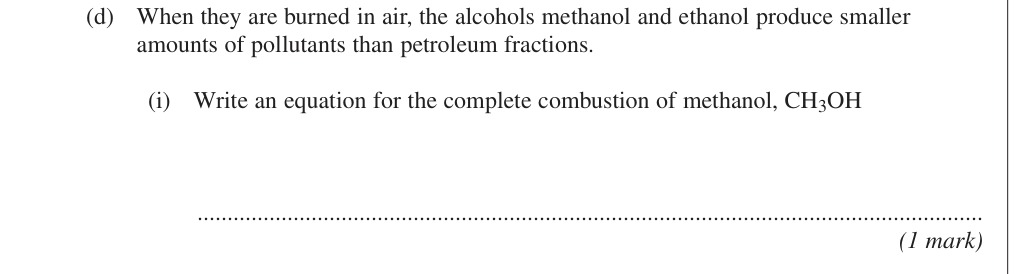 (d) When they are burned in air, the alcohols methanol and ethanol produce smaller
amounts of pollutants than petroleum fractions.
(i) Write an equation for the complete combustion of methanol, CH₃OH
....................................................................................................................................
(1 mark)